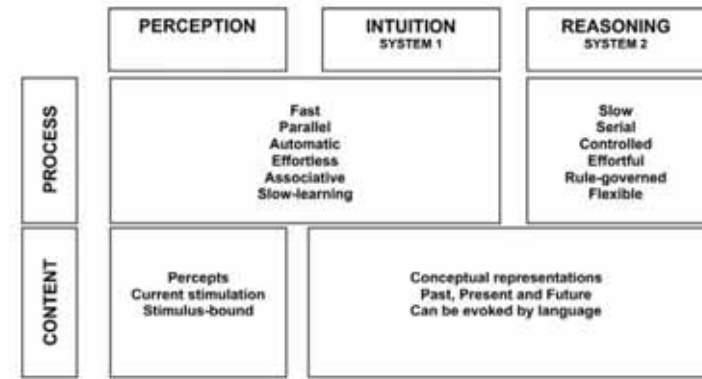 PERCEPTION
INTUITION
SYSTEM 1
REASONING
SYSTEM 2
PROCESS
Fast
Parallel
Automatic
Effortless
Associative
Slow-learning
Slow
Serial
Controlled
Effortful
Rule-governed
Flexible
CONTENT
Percepts
Current stimulation
Stimulus-bound
Conceptual representations
Past, Present and Future
Can be evoked by language